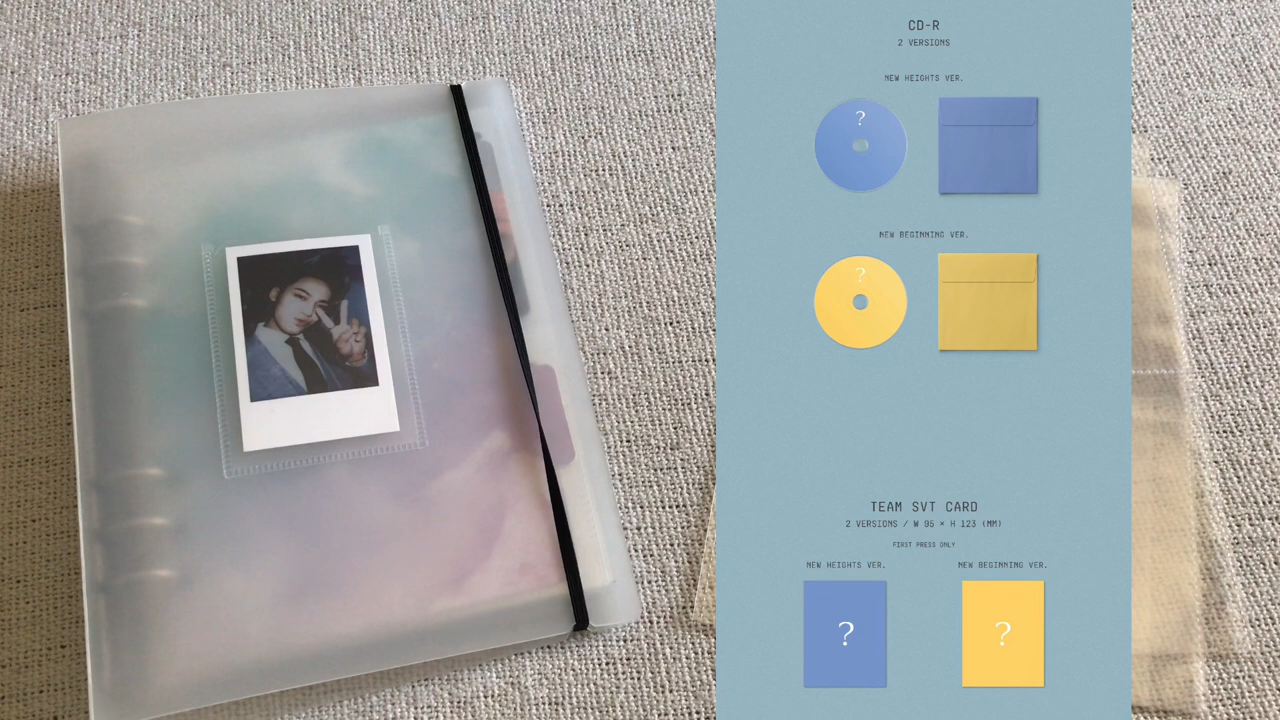 CD-R
2 VERSIONS
NEW HEIGHTS VER.
?
NEW BEGINNING VER.
?
TEAM SVT CARD
2 VERSIONS / W 95 × H 123 (MM)
FIRST PRESS ONLY
NEW HEIGHTS VER. NEW BEGINNING VER.
? ?